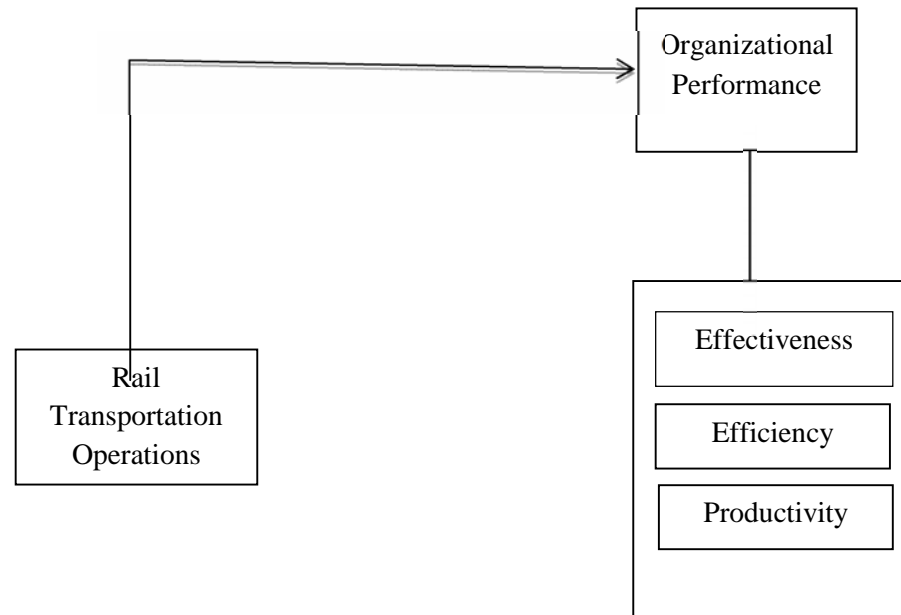 Organizational
Performance
Effectiveness
Rail
Transportation
Operations
Efficiency
Productivity